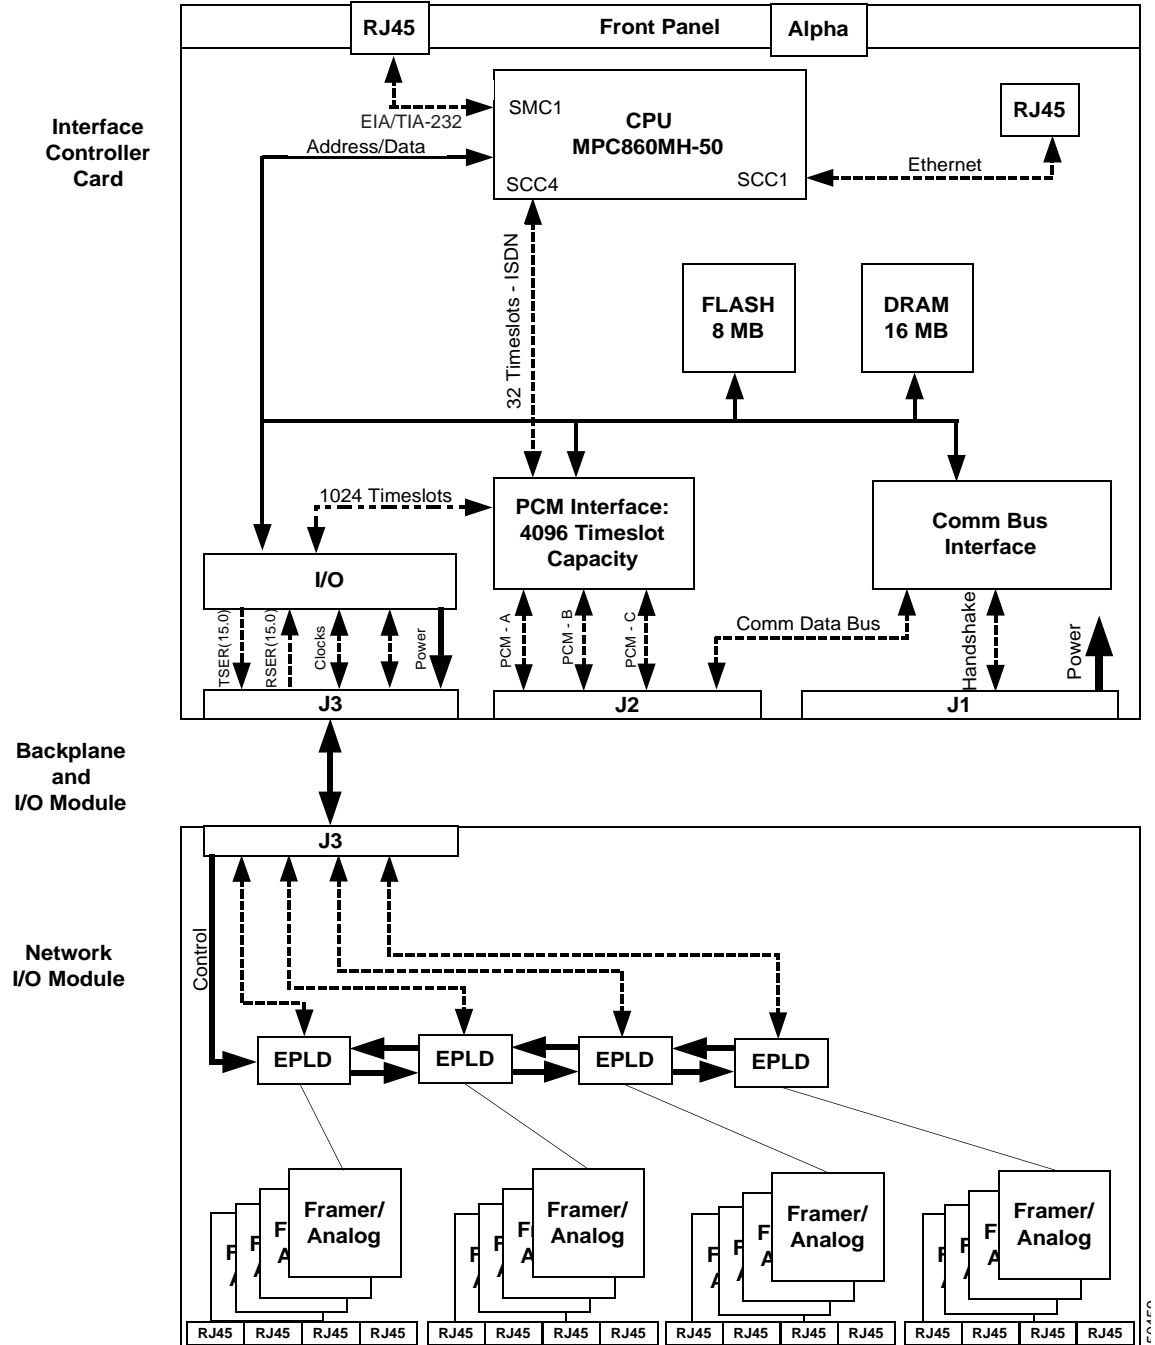 RJ45
Front Panel
Alpha
Interface
Controller
Card
SMC1
EIA/TIA-232
CPU
MPC860MH-50
RJ45
Address/Data
SCC4
SCC1
Ethernet
32 Timeslots - ISDN
FLASH
8 MB
DRAM
16 MB
1024 Timeslots
PCM Interface:
4096 Timeslot
Capacity
Comm Bus
Interface
I/O
TSER(15.0)
RSER(15.0)
Clocks
Power
PCM - A
PCM - B
PCM - C
Comm Data Bus
Handshake
Power
J3
J2
J1
Backplane
and
I/O Module
J3
Control
Network
I/O Module
EPLD
EPLD
EPLD
EPLD
Framer/
Analog
Framer/
Analog
Framer/
Analog
Framer/
Analog
RJ45 RJ45 RJ45 RJ45
RJ45 RJ45 RJ45 RJ45
RJ45 RJ45 RJ45 RJ45
RJ45 RJ45 RJ45 RJ45